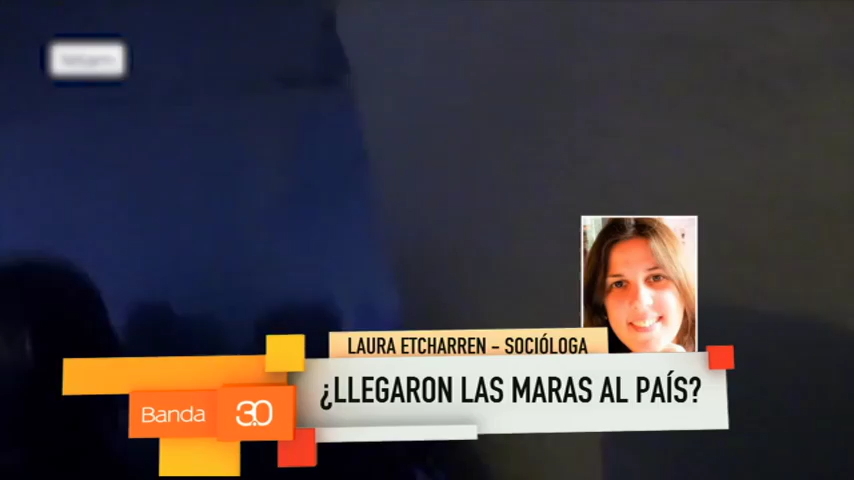 LAURA ETCHARREN - SOCIÓLOGA
¿LLEGARON LAS MARAS AL PAÍS?
Banda 3.0